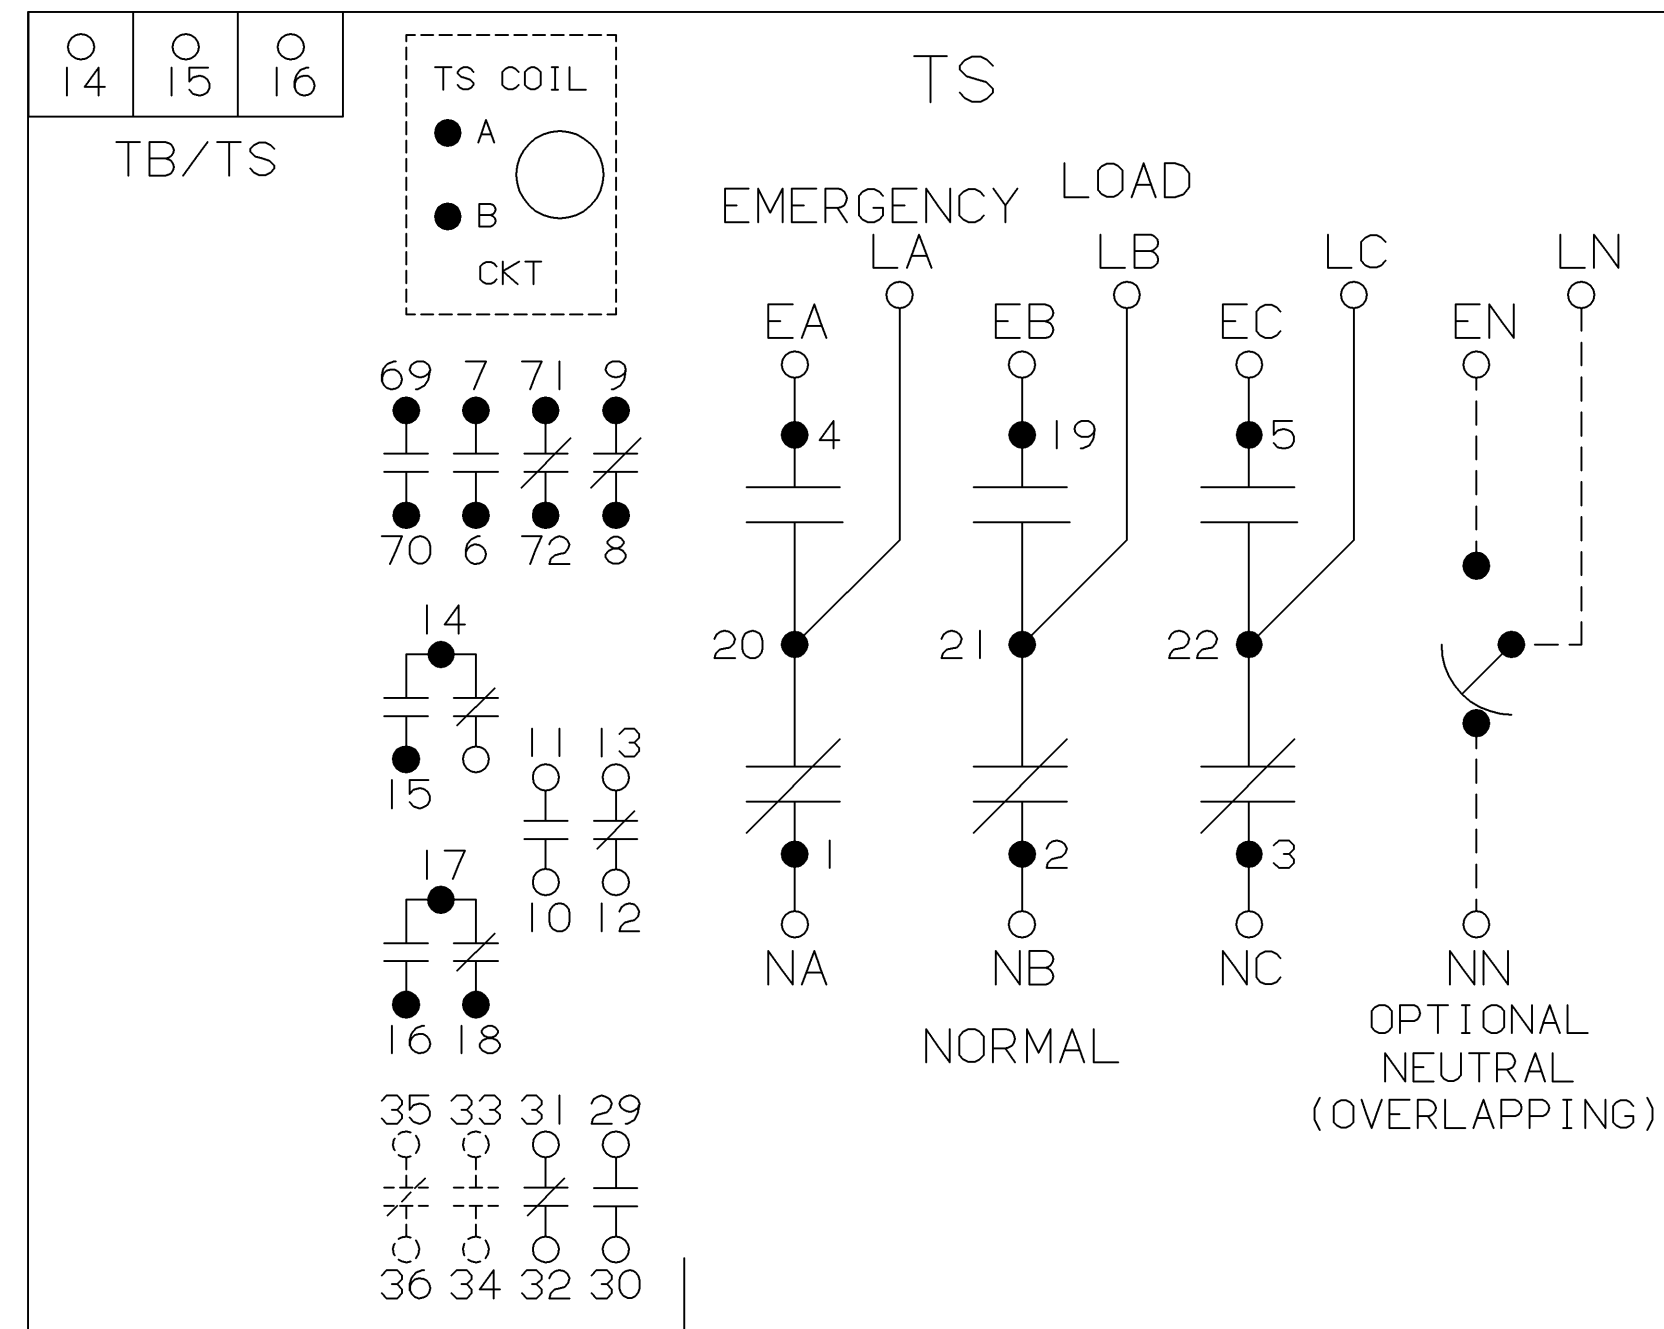 14 15 16
TB/TS
TS COIL
A
B
CKT
TS
EMERGENCY
LOAD
LA LB LC LN
EA EB EC EN
69 7 71 9
4 19 5
70 6 72 8
14
20 21 22
15
11 13
17
1 2 3
10 12
NA NB NC NN
16 18
NORMAL
OPTIONAL
NEUTRAL
(OVERLAPPING)
35 33 31 29
36 34 32 30